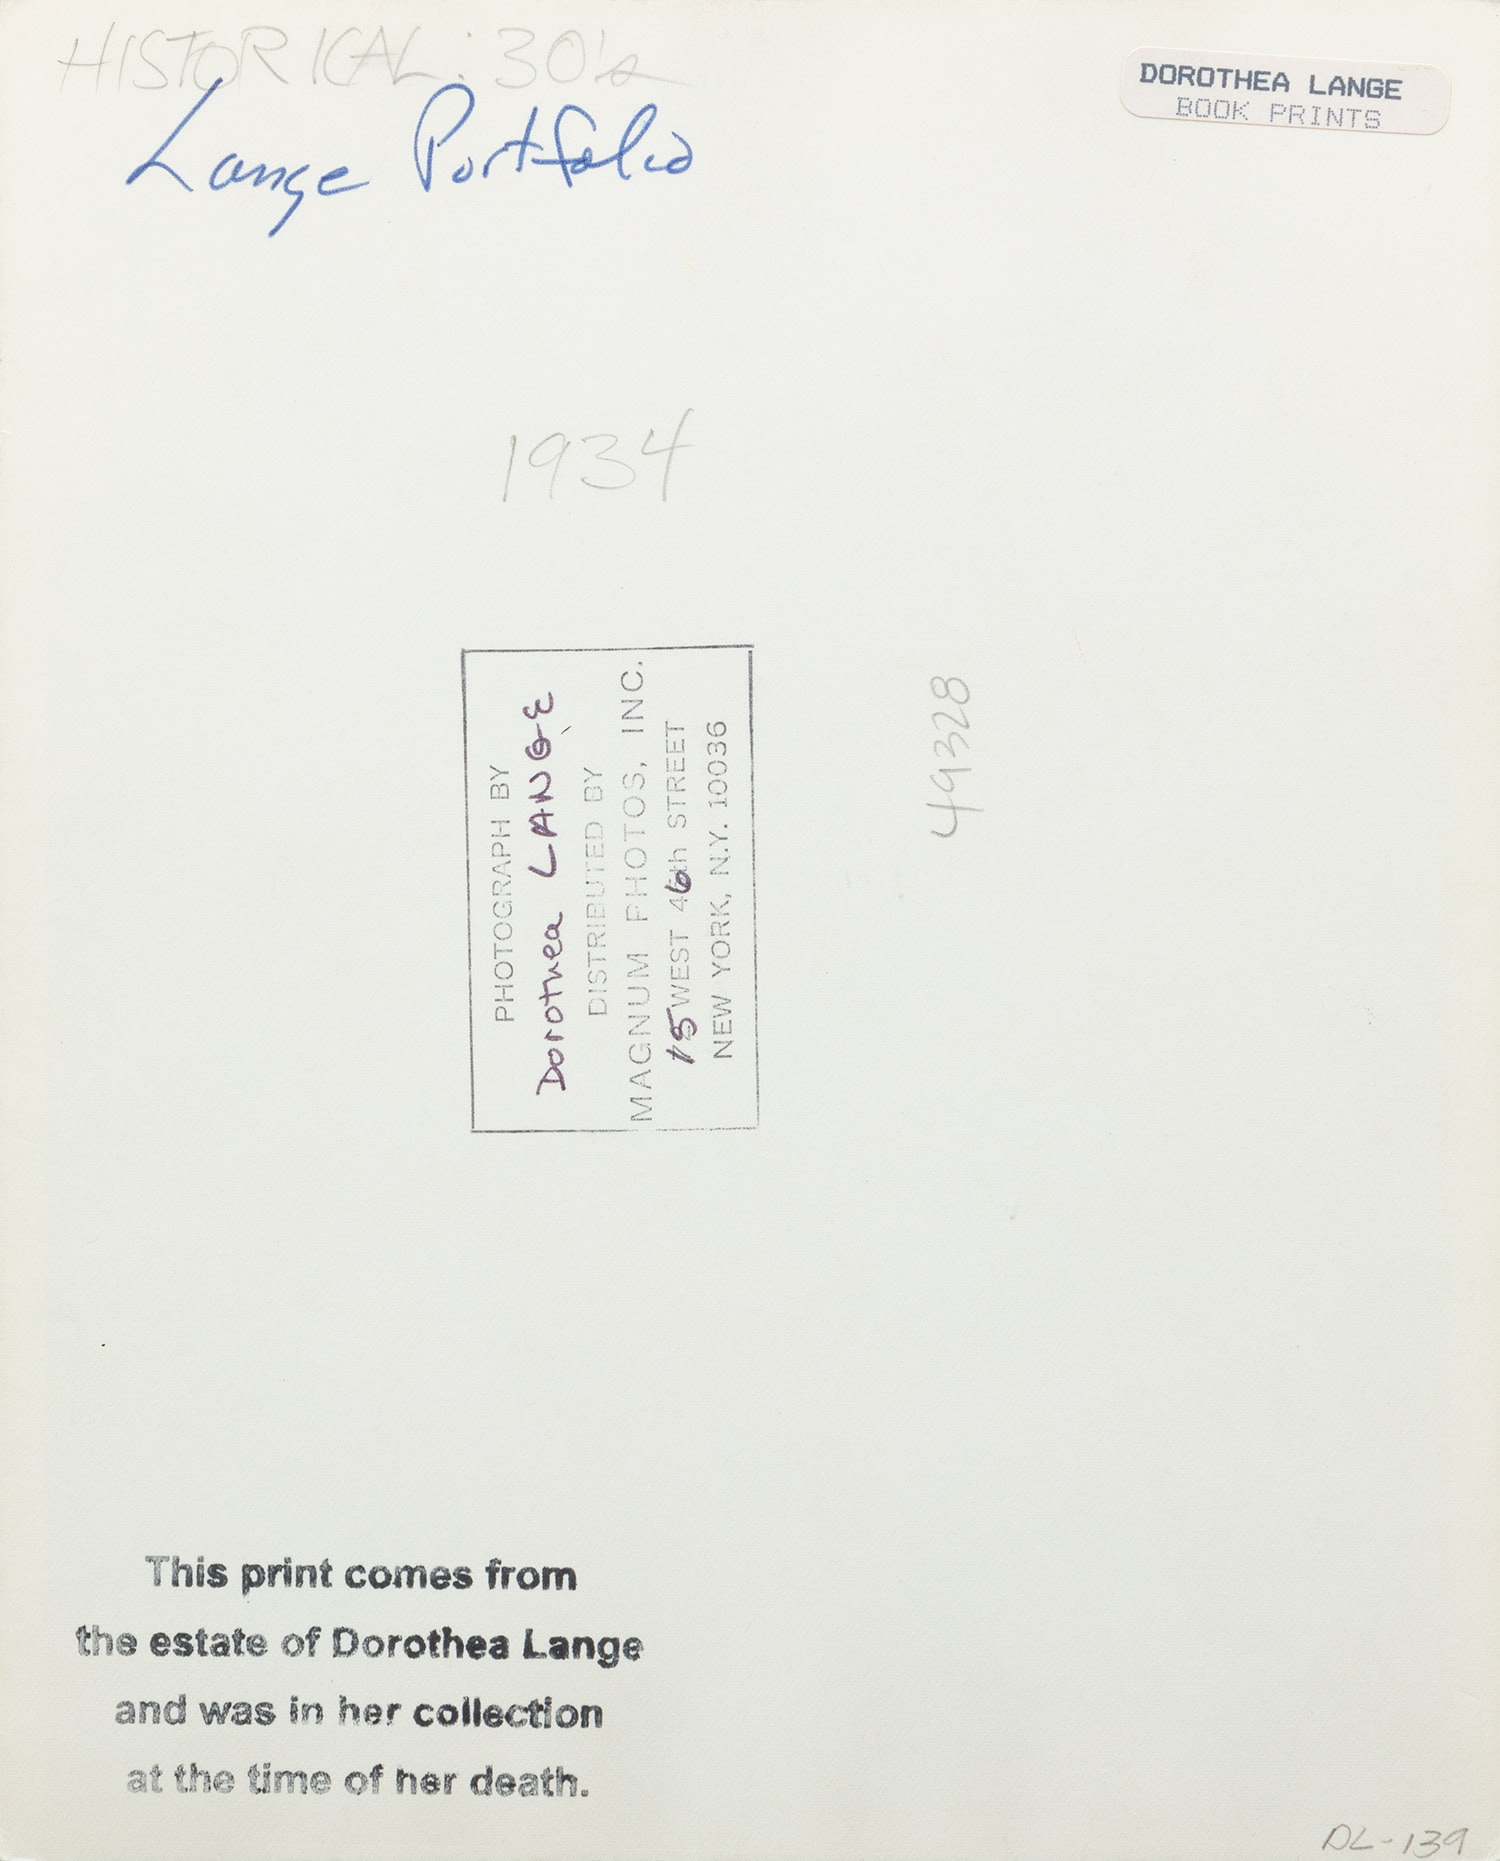 HISTORICAL: 30's
Lange Portfolio
DOROTHEA LANGE
BOOK PRINTS
1934
PHOTOGRAPH BY
Dorothea LANGE
DISTRIBUTED BY
MAGNUM PHOTOS, INC.
15 WEST 46th STREET
NEW YORK, N.Y. 10036
49328
This print comes from
the estate of Dorothea Lange
and was in her collection
at the time of her death.
DL-139